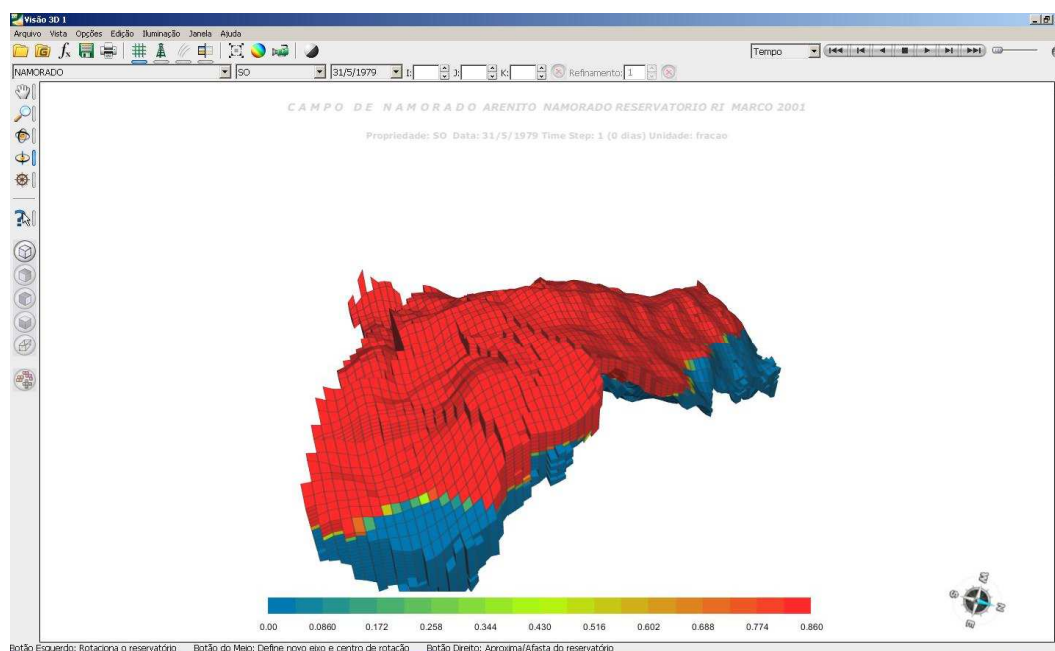 Visão 3D 1
Arquivo Vista Opções Edição Iluminação Janela Ajuda
Tempo
NAMORADO SO 31/5/1979 I: J: K: Refinamento: 1
CAMPO DE NAMORADO ARENITO NAMORADO RESERVATORIO RI MARCO 2001
Propriedade: SO Data: 31/5/1979 Time Step: 1 (0 dias) Unidade: fracao
0.00 0.0860 0.172 0.258 0.344 0.430 0.516 0.602 0.688 0.774 0.860
Botão Esquerdo: Rotaciona o reservatório Botão do Meio: Define novo eixo e centro de rotação Botão Direito: Aproxima/Afasta do reservatório